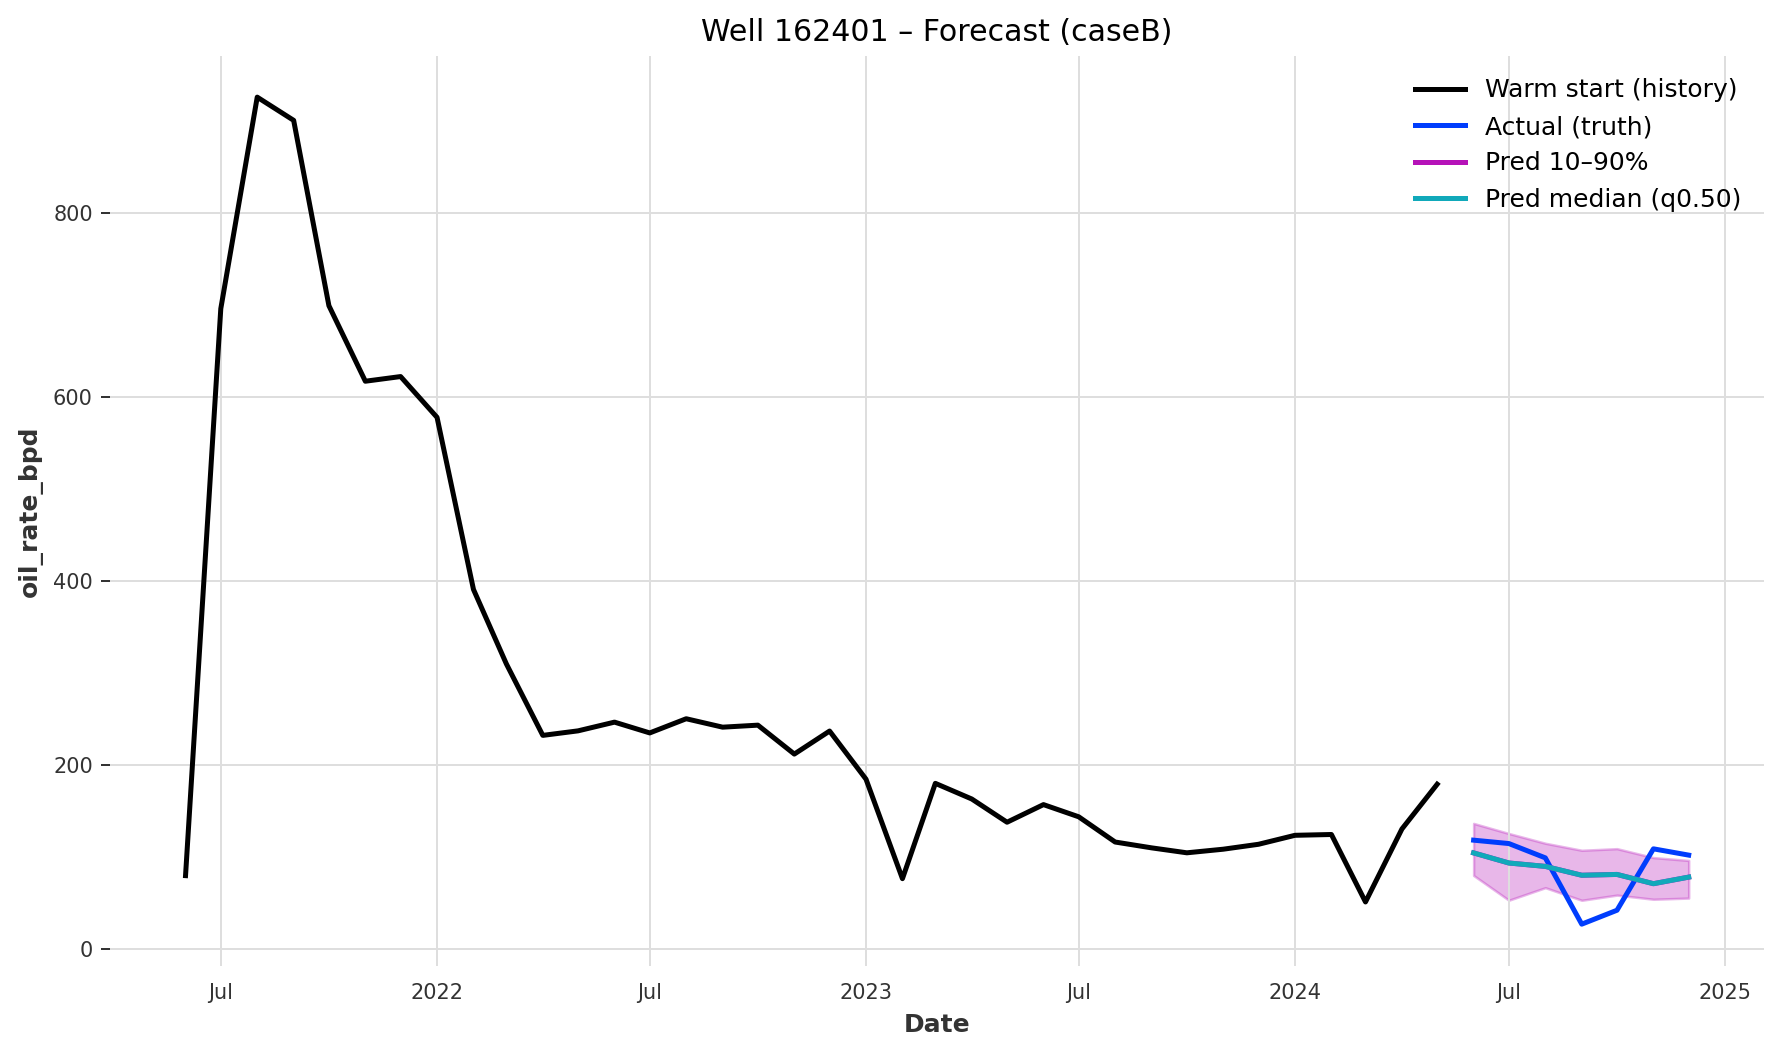 Well 162401 – Forecast (caseB)
Warm start (history)
Actual (truth)
Pred 10–90%
Pred median (q0.50)
oil_rate_bpd
800
600
400
200
0
Jul 2022 Jul 2023 Jul 2024 Jul 2025
Date